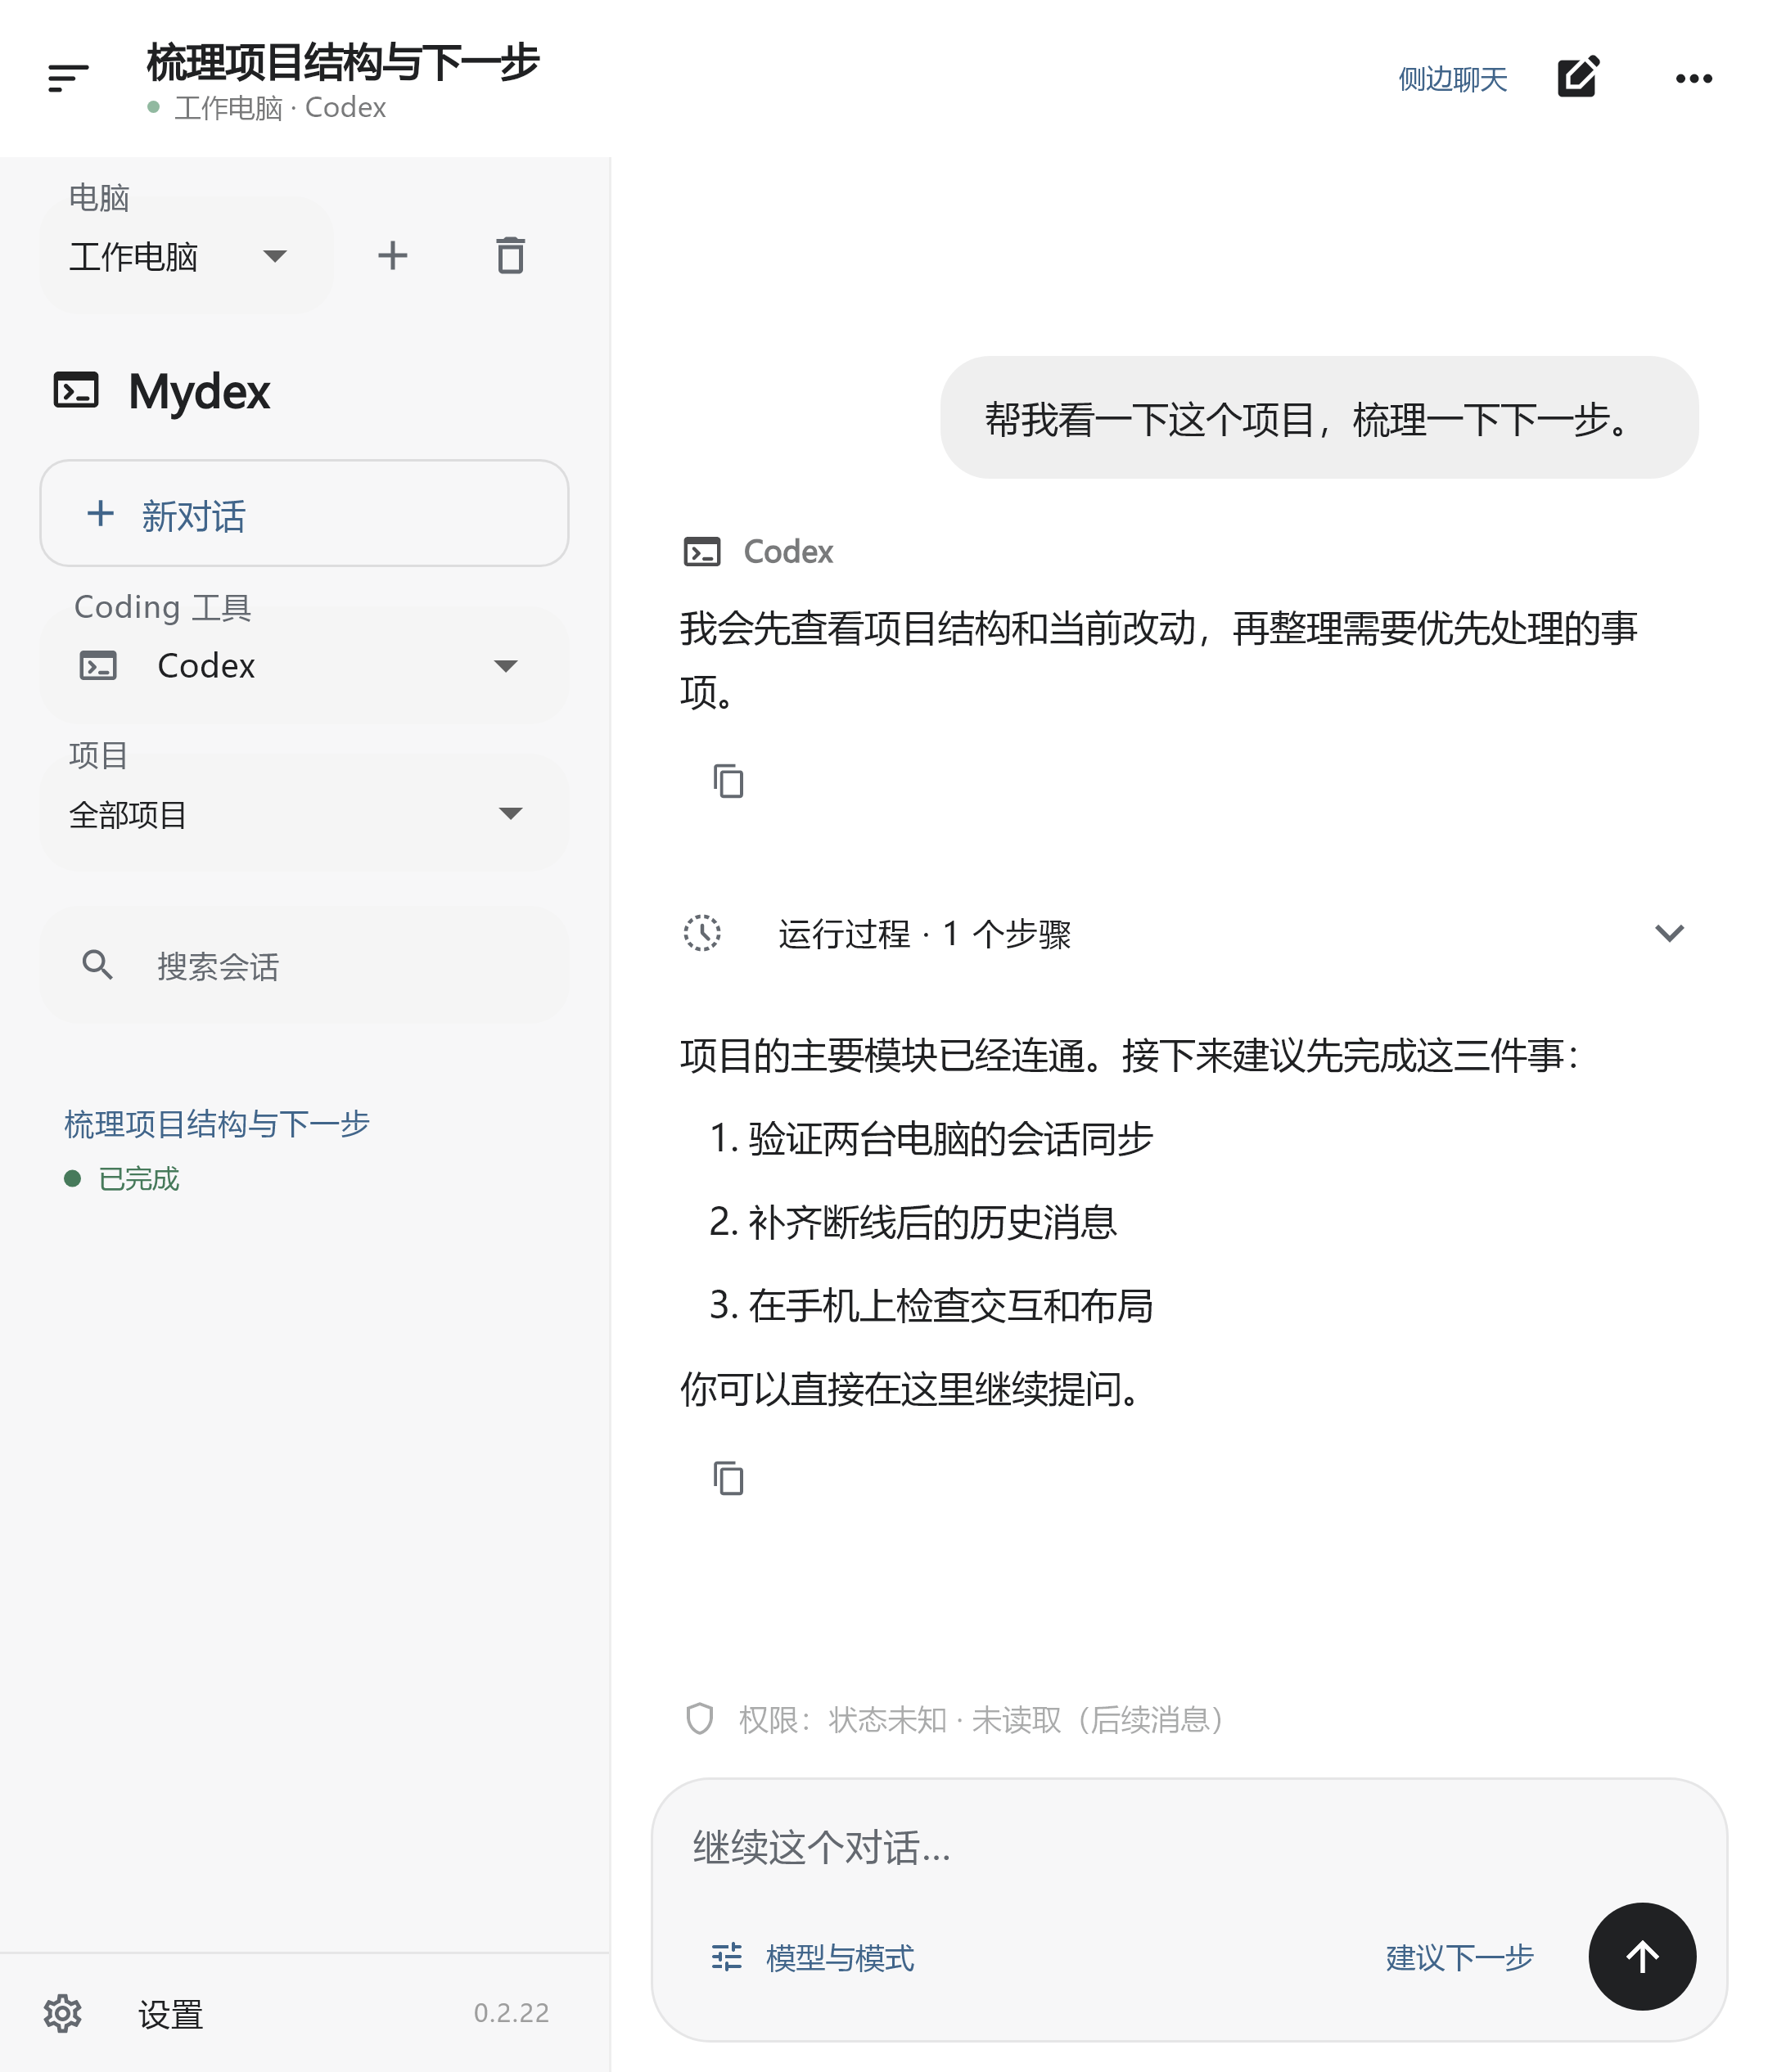 梳理项目结构与下一步
工作电脑 · Codex
侧边聊天
电脑
工作电脑
Mydex
新对话
Coding 工具
Codex
项目
全部项目
搜索会话
梳理项目结构与下一步
已完成
设置
0.2.22
帮我看一下这个项目，梳理一下下一步。
Codex
我会先查看项目结构和当前改动，再整理需要优先处理的事
项。
运行过程 · 1 个步骤
项目的主要模块已经连通。接下来建议先完成这三件事：
1. 验证两台电脑的会话同步
2. 补齐断线后的历史消息
3. 在手机上检查交互和布局
你可以直接在这里继续提问。
权限：状态未知 · 未读取（后续消息）
继续这个对话...
模型与模式
建议下一步